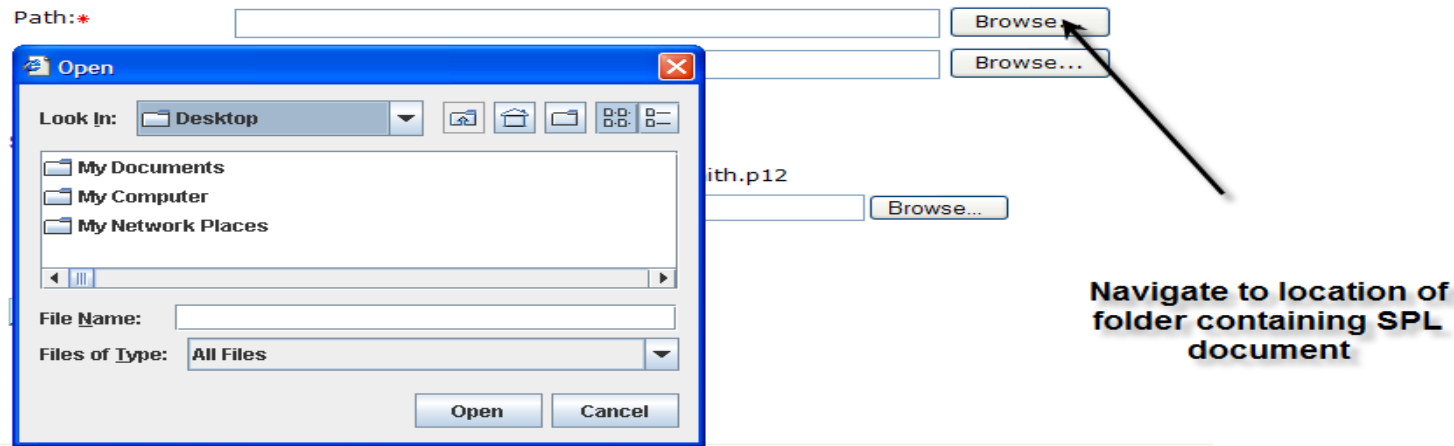 Path:* Browse...
Open Browse...
Look In: Desktop
My Documents
My Computer ith.p12
My Network Places Browse...
File Name:
Files of Type: All Files
Open Cancel
Navigate to location of
folder containing SPL
document